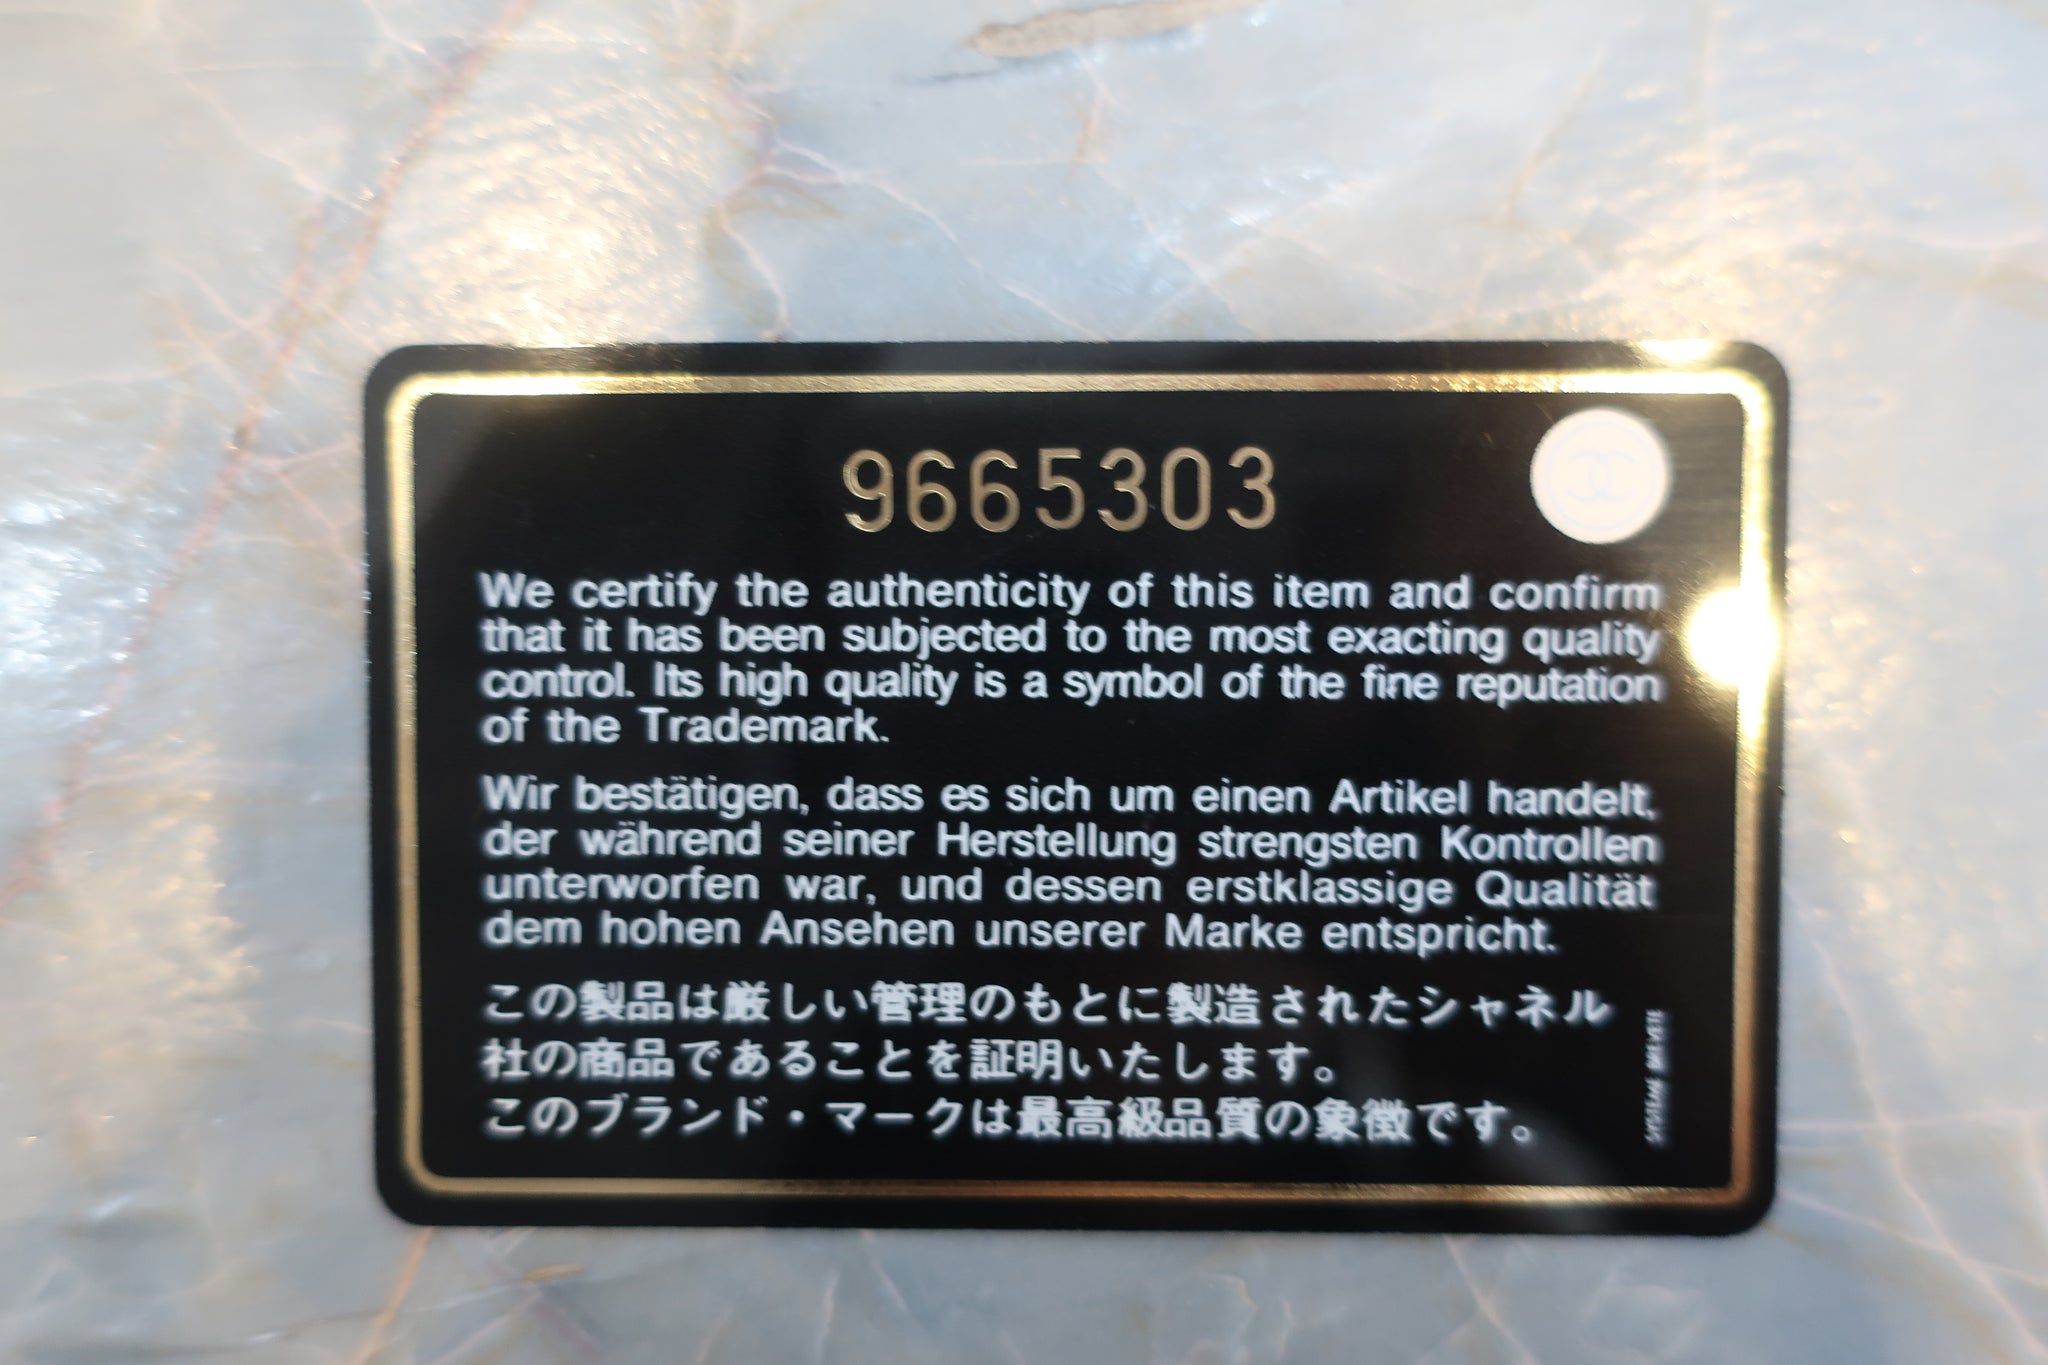 9665303
We certify the authenticity of this item and confirm
that it has been subjected to the most exacting quality
control. Its high quality is a symbol of the fine reputation
of the Trademark.
Wir bestätigen, dass es sich um einen Artikel handelt,
der während seiner Herstellung strengsten Kontrollen
unterworfen war, und dessen erstklassige Qualität
dem hohen Ansehen unserer Marke entspricht.
この製品は厳しい管理のもとに製造されたシャネル
社の商品であることを証明いたします。
このブランド・マークは最高級品質の象徴です。
SYSTEME BREVETE